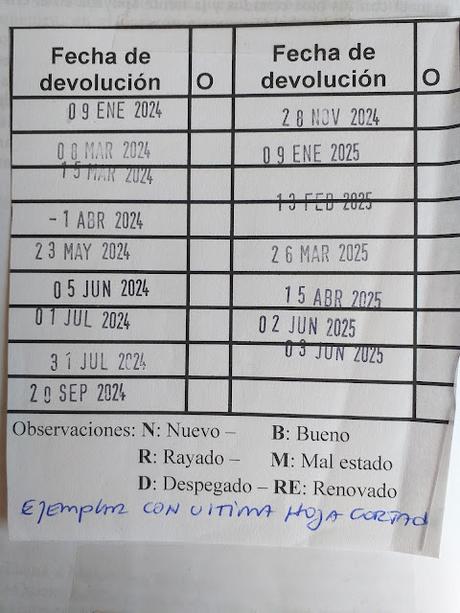 Fecha de devolución O Fecha de devolución O
09 ENE 2024
08 MAR 2024
15 MAR 2024
-1 ABR 2024
23 MAY 2024
05 JUN 2024
01 JUL 2024
31 JUL 2024
20 SEP 2024
28 NOV 2024
09 ENE 2025
13 FEB 2025
26 MAR 2025
15 ABR 2025
02 JUN 2025
03 JUN 2025
Observaciones: N: Nuevo – B: Bueno
R: Rayado – M: Mal estado
D: Despegado – RE: Renovado
EJEMPLAR CON ULTIMA HOJA CORTAD